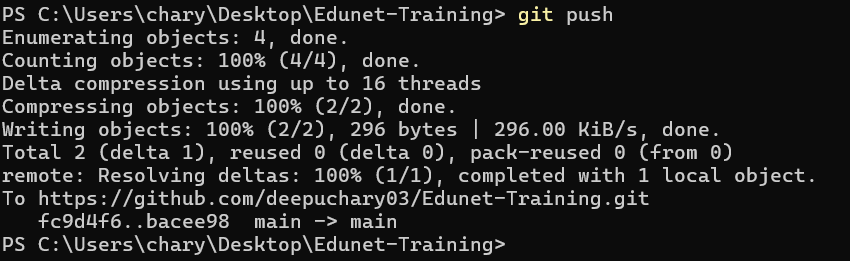 PS C:\Users\chary\Desktop\Edunet-Training> git push
Enumerating objects: 4, done.
Counting objects: 100% (4/4), done.
Delta compression using up to 16 threads
Compressing objects: 100% (2/2), done.
Writing objects: 100% (2/2), 296 bytes | 296.00 KiB/s, done.
Total 2 (delta 1), reused 0 (delta 0), pack-reused 0 (from 0)
remote: Resolving deltas: 100% (1/1), completed with 1 local object.
To https://github.com/deepuchary03/Edunet-Training.git
   fc9d4f6..bacee98  main -> main
PS C:\Users\chary\Desktop\Edunet-Training>